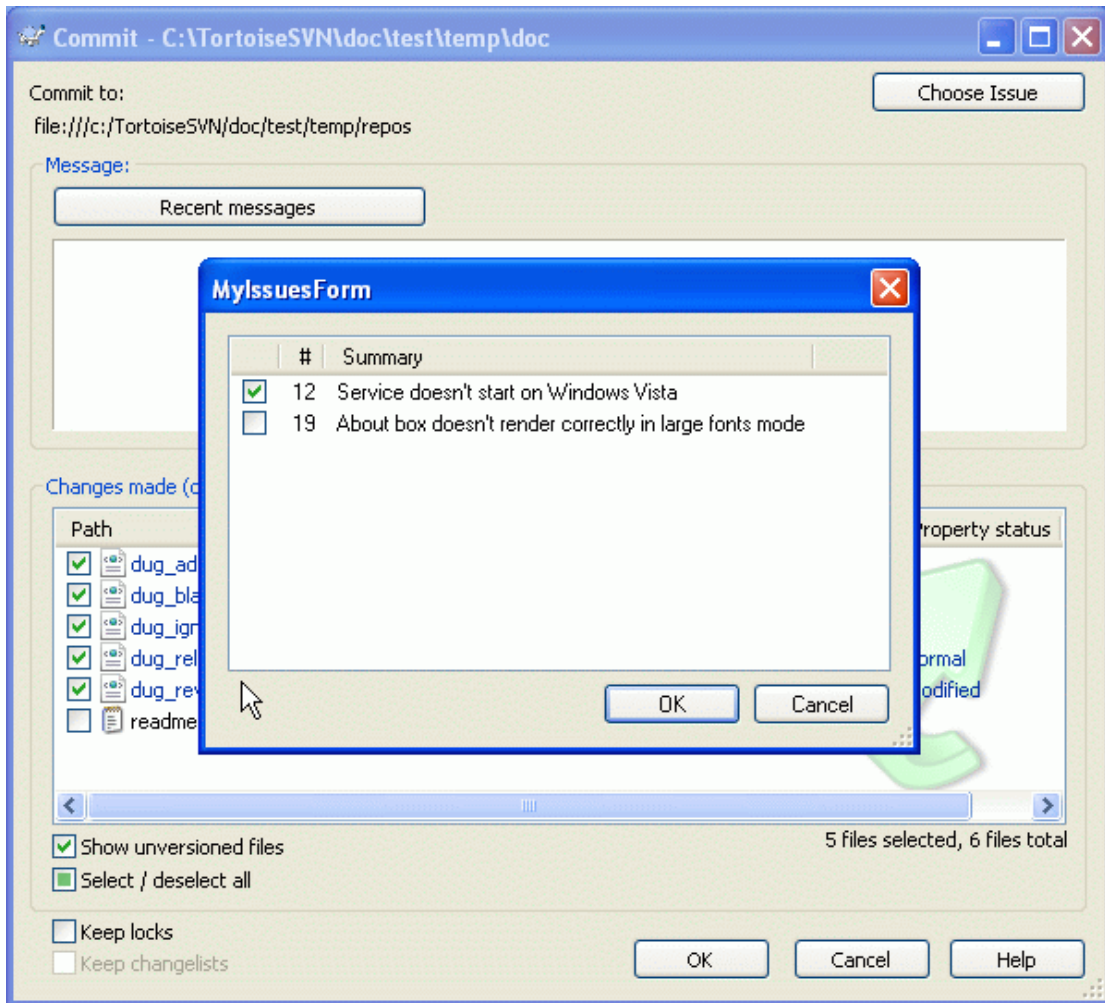 Commit - C:\TortoiseSVN\doc\test\temp\doc
Commit to:
Choose Issue
file:///c:/TortoiseSVN/doc/test/temp/repos
Message:
Recent messages
MyIssuesForm
# Summary
12 Service doesn't start on Windows Vista
19 About box doesn't render correctly in large fonts mode
Changes made (
Path
Property status
dug_ad
dug_bla
dug_ign
dug_rel
ormal
dug_rev
odified
readme
OK Cancel
5 files selected, 6 files total
Show unversioned files
Select / deselect all
Keep locks
Keep changelists
OK Cancel Help